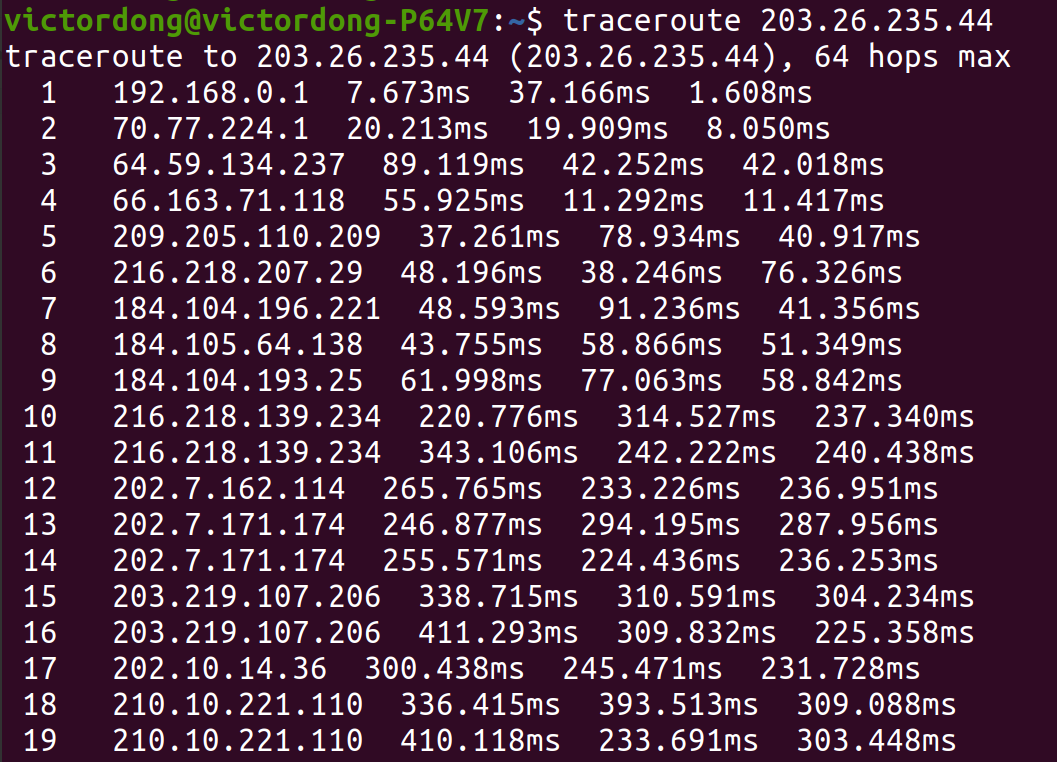 victordong@victordong-P64V7:~$ traceroute 203.26.235.44
traceroute to 203.26.235.44 (203.26.235.44), 64 hops max
1 192.168.0.1 7.673ms 37.166ms 1.608ms
2 70.77.224.1 20.213ms 19.909ms 8.050ms
3 64.59.134.237 89.119ms 42.252ms 42.018ms
4 66.163.71.118 55.925ms 11.292ms 11.417ms
5 209.205.110.209 37.261ms 78.934ms 40.917ms
6 216.218.207.29 48.196ms 38.246ms 76.326ms
7 184.104.196.221 48.593ms 91.236ms 41.356ms
8 184.105.64.138 43.755ms 58.866ms 51.349ms
9 184.104.193.25 61.998ms 77.063ms 58.842ms
10 216.218.139.234 220.776ms 314.527ms 237.340ms
11 216.218.139.234 343.106ms 242.222ms 240.438ms
12 202.7.162.114 265.765ms 233.226ms 236.951ms
13 202.7.171.174 246.877ms 294.195ms 287.956ms
14 202.7.171.174 255.571ms 224.436ms 236.253ms
15 203.219.107.206 338.715ms 310.591ms 304.234ms
16 203.219.107.206 411.293ms 309.832ms 225.358ms
17 202.10.14.36 300.438ms 245.471ms 231.728ms
18 210.10.221.110 336.415ms 393.513ms 309.088ms
19 210.10.221.110 410.118ms 233.691ms 303.448ms